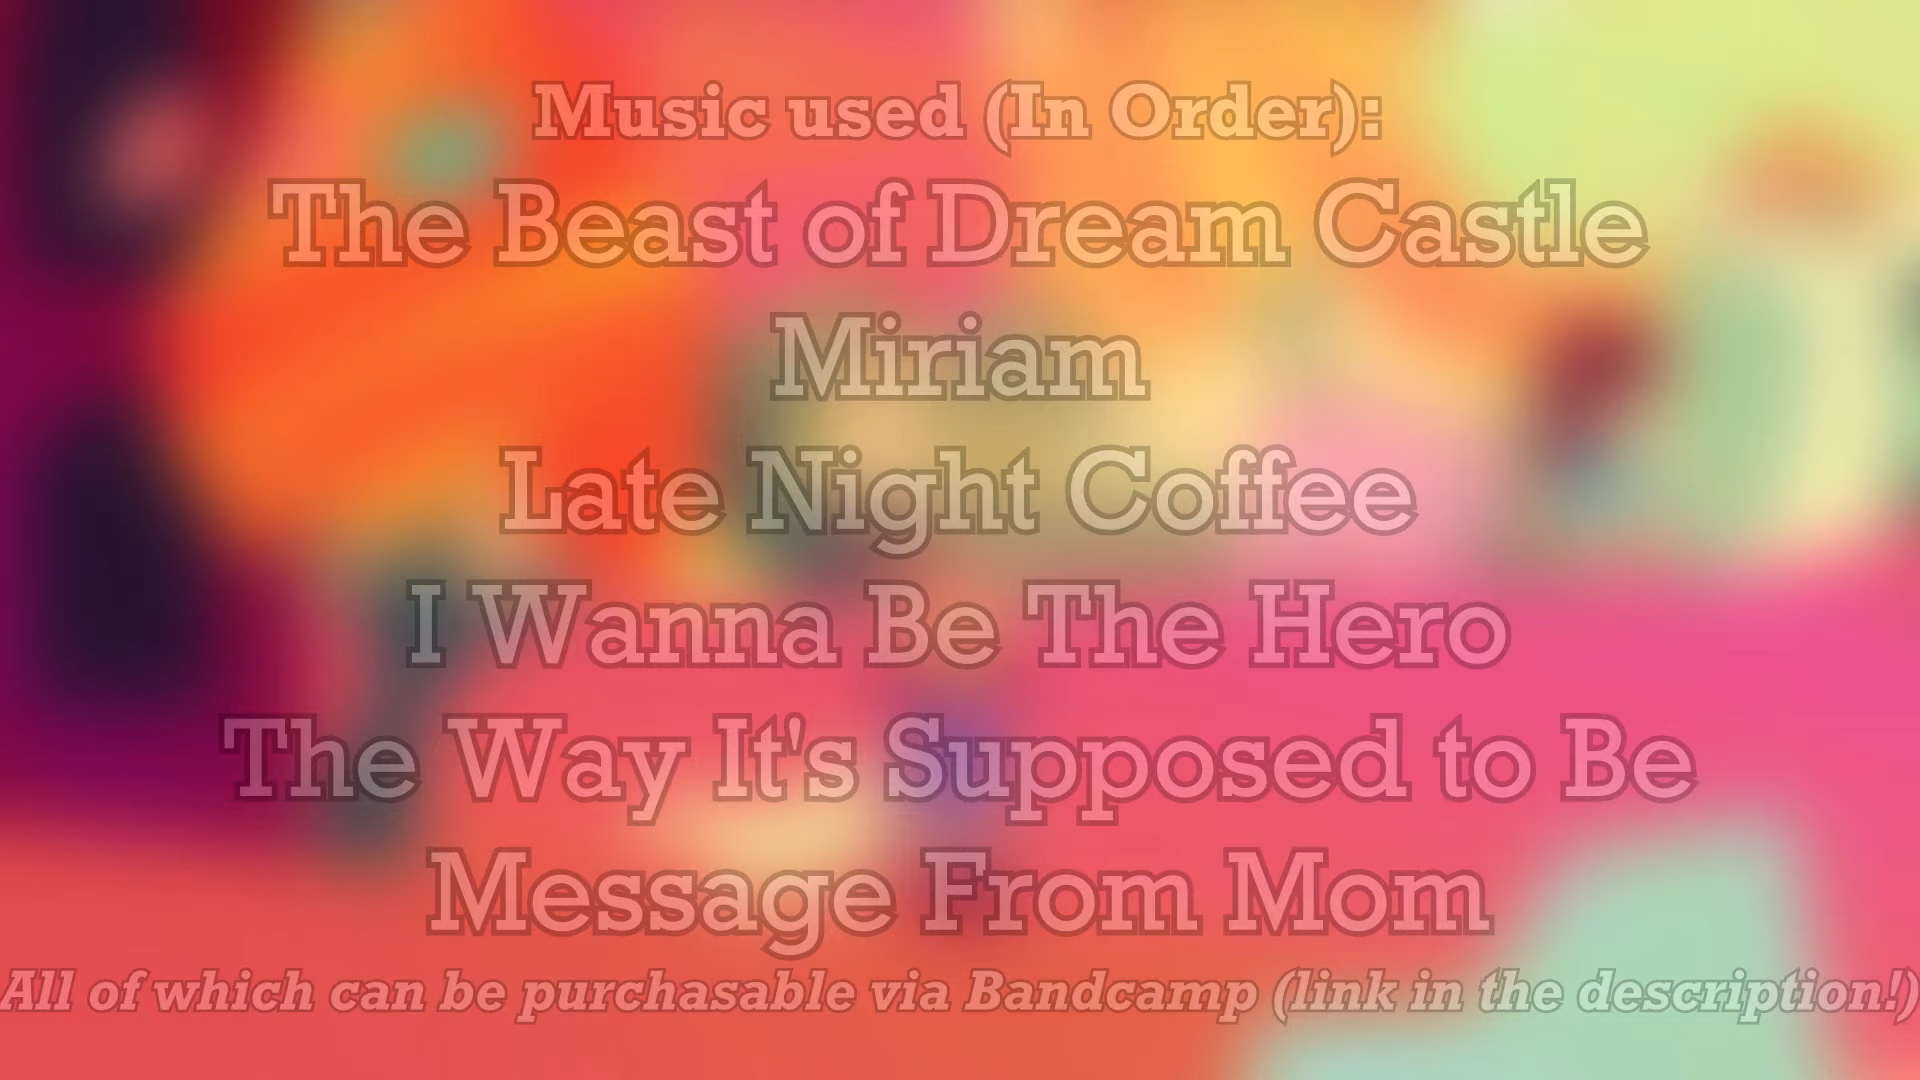 Music used (In Order):
The Beast of Dream Castle
Miriam
Late Night Coffee
I Wanna Be The Hero
The Way It's Supposed to Be
Message From Mom
All of which can be purchasable via Bandcamp (link in the description!)